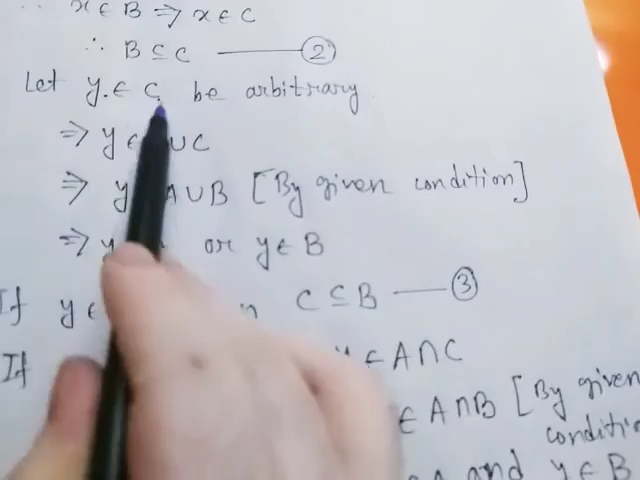 ∴ x ∈ B ⇒ x ∈ C
∴ B ⊆ C ——— ②
Let y ∈ C be arbitrary
⇒ y ∈ ∪ C
⇒ y A ∪ B [By given condition]
⇒ y or y ∈ B
If y ∈ C ⊆ B —— ③
If ∈ A ∩ C
∈ A ∩ B [By given
condition
and y ∈ B